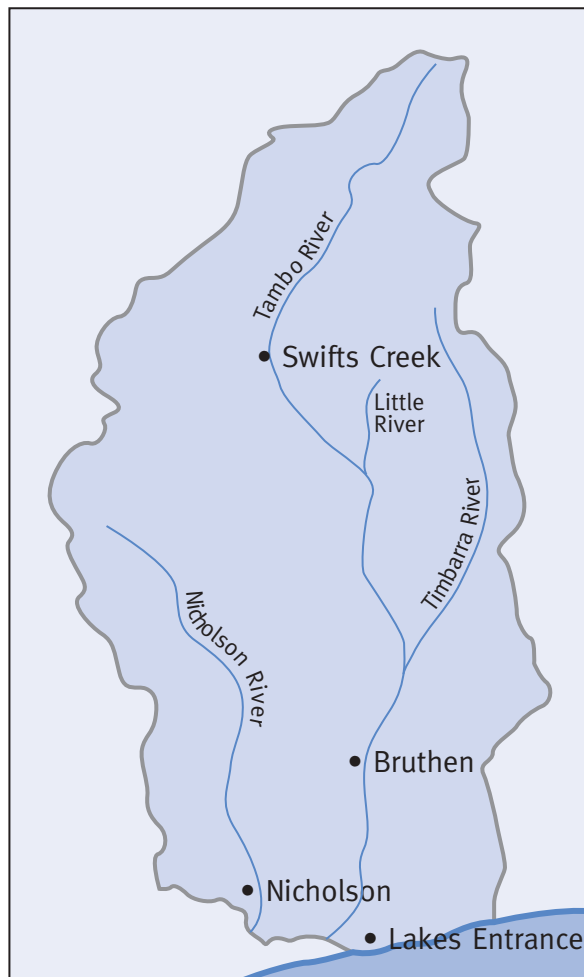 Tambo River
Swifts Creek
Little
River
Timbarra River
Nicholson River
Bruthen
Nicholson
Lakes Entrance